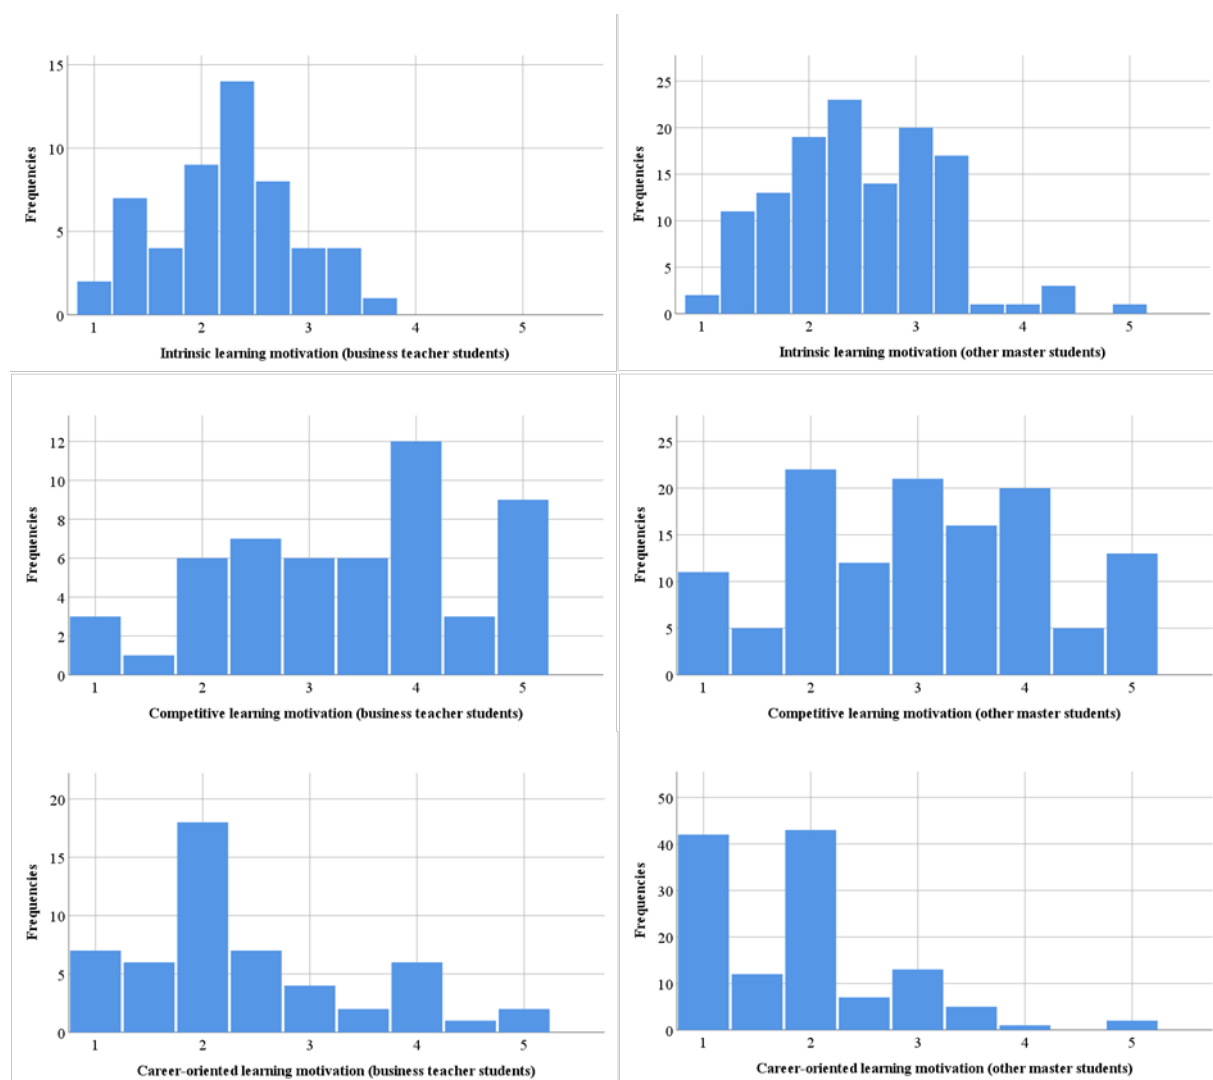 15
10
5
0
Frequencies
1 2 3 4 5
Intrinsic learning motivation (business teacher students)
25
20
15
10
5
0
Frequencies
1 2 3 4 5
Intrinsic learning motivation (other master students)
12
10
8
6
4
2
0
Frequencies
1 2 3 4 5
Competitive learning motivation (business teacher students)
25
20
15
10
5
0
Frequencies
1 2 3 4 5
Competitive learning motivation (other master students)
20
15
10
5
0
Frequencies
1 2 3 4 5
Career-oriented learning motivation (business teacher students)
50
40
30
20
10
0
Frequencies
1 2 3 4 5
Career-oriented learning motivation (other master students)